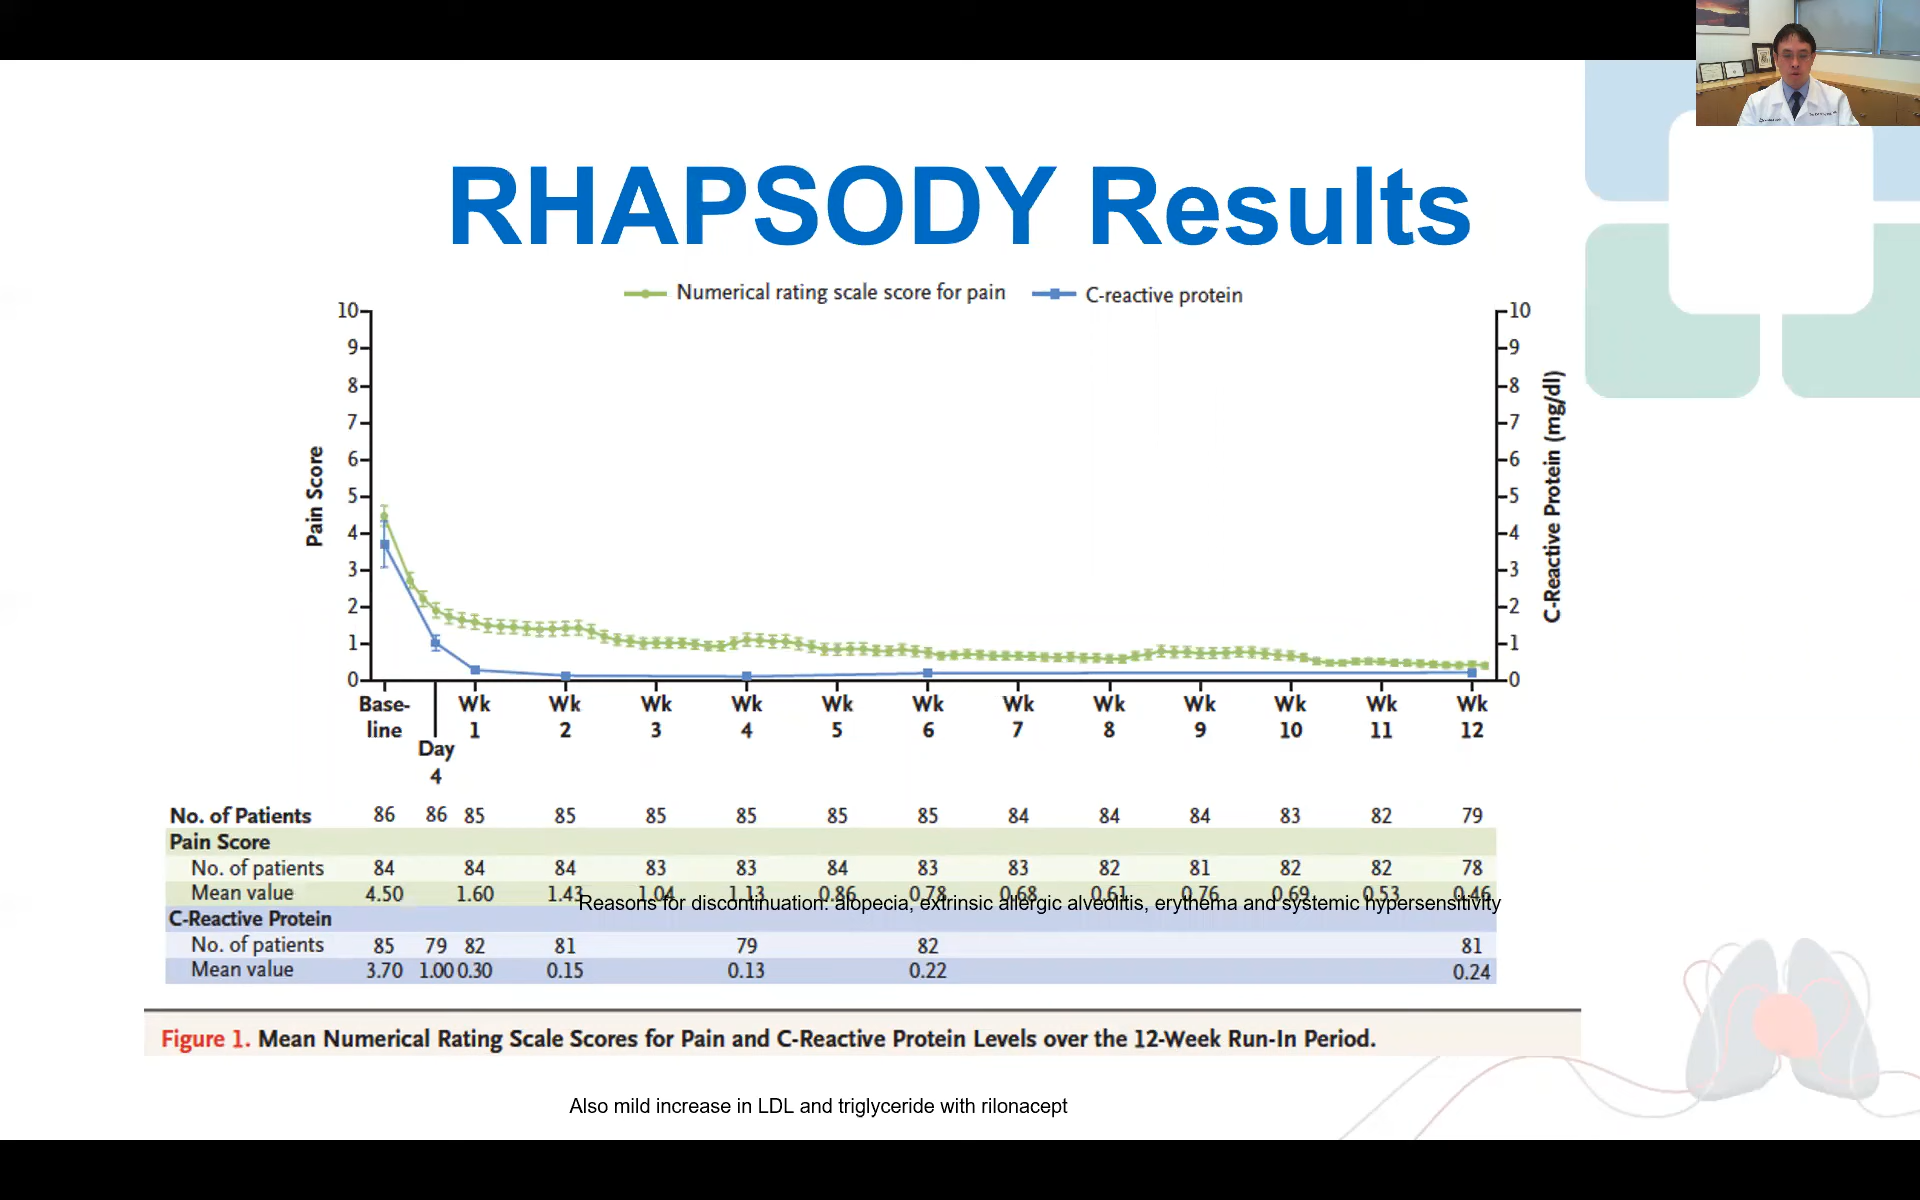 RHAPSODY Results
Numerical rating scale score for pain C-reactive protein
10 10
9 9
8 8
7 7
6 6
5 5
4 4
3 3
2 2
1 1
0 0
Pain Score
C-Reactive Protein (mg/dl)
Base- Wk Wk Wk Wk Wk Wk Wk Wk Wk Wk Wk Wk
line 1 2 3 4 5 6 7 8 9 10 11 12
Day
4
No. of Patients 86 86 85 85 85 85 85 85 84 84 84 83 82 79
Pain Score
No. of patients 84 84 84 83 83 84 83 83 82 81 82 82 78
Mean value 4.50 1.60 1.43 1.04 1.13 0.86 0.78 0.68 0.61 0.76 0.69 0.53 0.46
Reasons for discontinuation: alopecia, extrinsic allergic alveolitis, erythema and systemic hypersensitivity
C-Reactive Protein
No. of patients 85 79 82 81 79 82 81
Mean value 3.70 1.00 0.30 0.15 0.13 0.22 0.24
Figure 1. Mean Numerical Rating Scale Scores for Pain and C-Reactive Protein Levels over the 12-Week Run-In Period.
Also mild increase in LDL and triglyceride with rilonacept